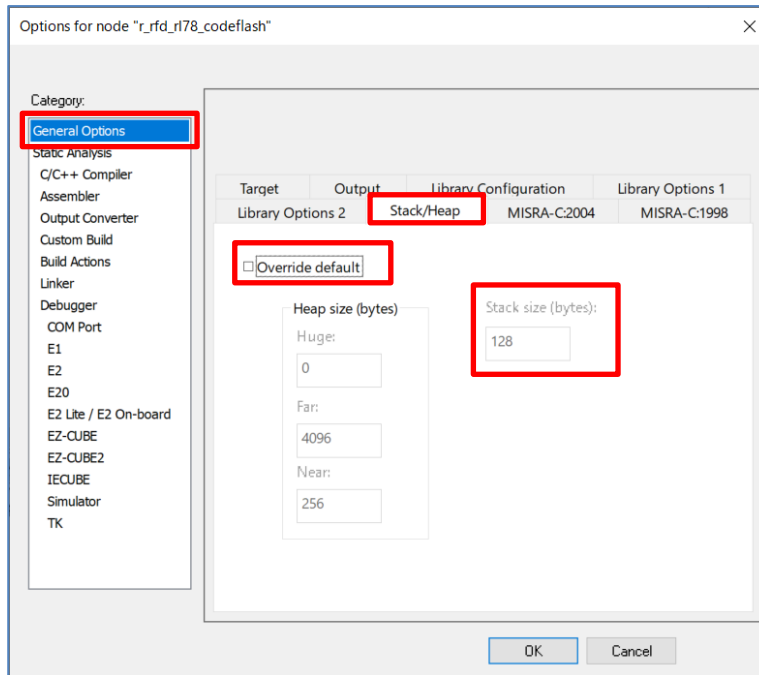 Options for node "r_rfd_rl78_codeflash"
Category:
General Options
Static Analysis
C/C++ Compiler
Assembler
Output Converter
Custom Build
Build Actions
Linker
Debugger
COM Port
E1
E2
E20
E2 Lite / E2 On-board
EZ-CUBE
EZ-CUBE2
IECUBE
Simulator
TK
Target Output Library Configuration Library Options 1
Library Options 2 Stack/Heap MISRA-C:2004 MISRA-C:1998
Override default
Heap size (bytes)
Huge:
0
Far:
4096
Near:
256
Stack size (bytes):
128
OK Cancel